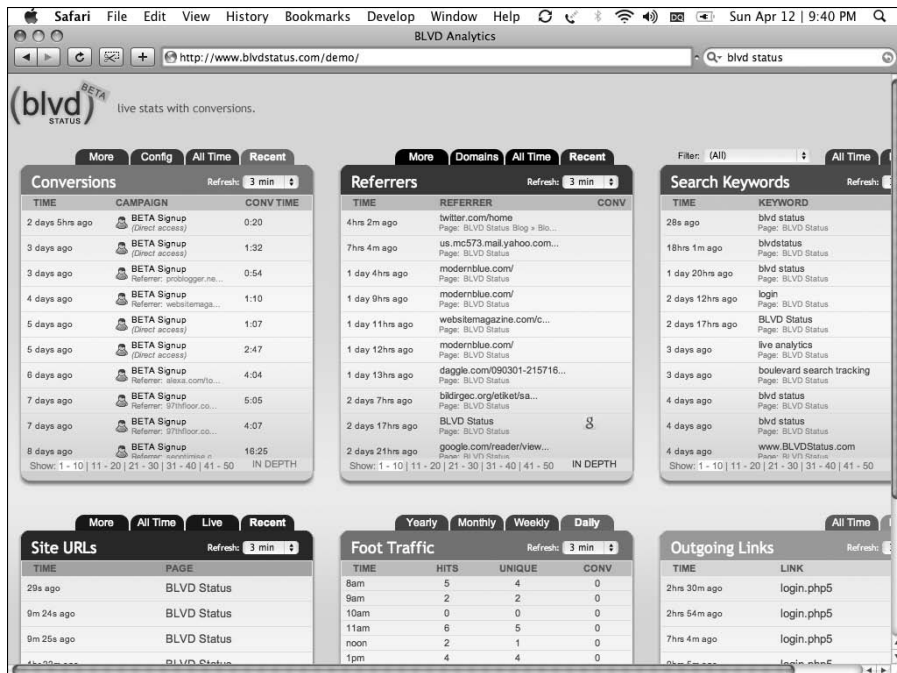 Safari File Edit View History Bookmarks Develop Window Help Sun Apr 12 | 9:40 PM
BLVD Analytics
http://www.blvdstatus.com/demo/
blvd status
(blvd)
STATUS
BETA
live stats with conversions.
More Config All Time Recent
Conversions Refresh: 3 min
TIME CAMPAIGN CONV TIME
2 days 5hrs ago BETA Signup 0:20
(Direct access)
3 days ago BETA Signup 1:32
(Direct access)
3 days ago BETA Signup 0:54
Referrer: problogger.ne...
4 days ago BETA Signup 1:10
Referrer: websitemaga...
5 days ago BETA Signup 1:07
(Direct access)
5 days ago BETA Signup 2:47
(Direct access)
6 days ago BETA Signup 4:04
Referrer: alexa.com/to...
7 days ago BETA Signup 5:05
Referrer: 97thfloor.co...
7 days ago BETA Signup 4:07
Referrer: 97thfloor.co...
8 days ago BETA Signup 16:25
Show: 1 - 10 | 11 - 20 | 21 - 30 | 31 - 40 | 41 - 50 IN DEPTH
More Domains All Time Recent
Referrers Refresh: 3 min
TIME REFERRER CONV
4hrs 2m ago twitter.com/home
Page: BLVD Status Blog » Blo...
7hrs 4m ago us.mc573.mail.yahoo.com...
Page: BLVD Status
1 day 4hrs ago modernblue.com/
Page: BLVD Status
1 day 9hrs ago modernblue.com/
Page: BLVD Status
1 day 11hrs ago websitemagazine.com/c...
Page: BLVD Status
1 day 12hrs ago modernblue.com/
Page: BLVD Status
1 day 13hrs ago daggle.com/090301-215716...
Page: BLVD Status
2 days 7hrs ago bildirgec.org/etiket/sa...
Page: BLVD Status
2 days 17hrs ago BLVD Status g
Page: BLVD Status
2 days 21hrs ago google.com/reader/view...
Page: BLVD Status
Show: 1 - 10 | 11 - 20 | 21 - 30 | 31 - 40 | 41 - 50 IN DEPTH
Filter: (All) All Time
Search Keywords Refresh:
TIME KEYWORD
28s ago blvd status
Page: BLVD Status
18hrs 1m ago blvdstatus
Page: BLVD Status
1 day 20hrs ago blvd status
Page: BLVD Status
2 days 12hrs ago login
Page: BLVD Status
2 days 17hrs ago BLVD Status
Page: BLVD Status
3 days ago live analytics
Page: BLVD Status
3 days ago boulevard search tracking
Page: BLVD Status
4 days ago blvd status
Page: BLVD Status
4 days ago blvd status
Page: BLVD Status
4 days ago www.BLVDStatus.com
Page: BLVD Status
Show: 1 - 10 | 11 - 20 | 21 - 30 | 31 - 40 | 41 - 50
More All Time Live Recent
Site URLs Refresh: 3 min
TIME PAGE
29s ago BLVD Status
9m 24s ago BLVD Status
9m 25s ago BLVD Status
BLVD Status
Yearly Monthly Weekly Daily
Foot Traffic Refresh: 3 min
TIME HITS UNIQUE CONV
8am 5 4 0
9am 2 2 0
10am 0 0 0
11am 6 5 0
noon 2 1 0
1pm 4 4 0
All Time
Outgoing Links Refresh:
TIME LINK
2hrs 30m ago login.php5
2hrs 54m ago login.php5
7hrs 4m ago login.php5
login.php5